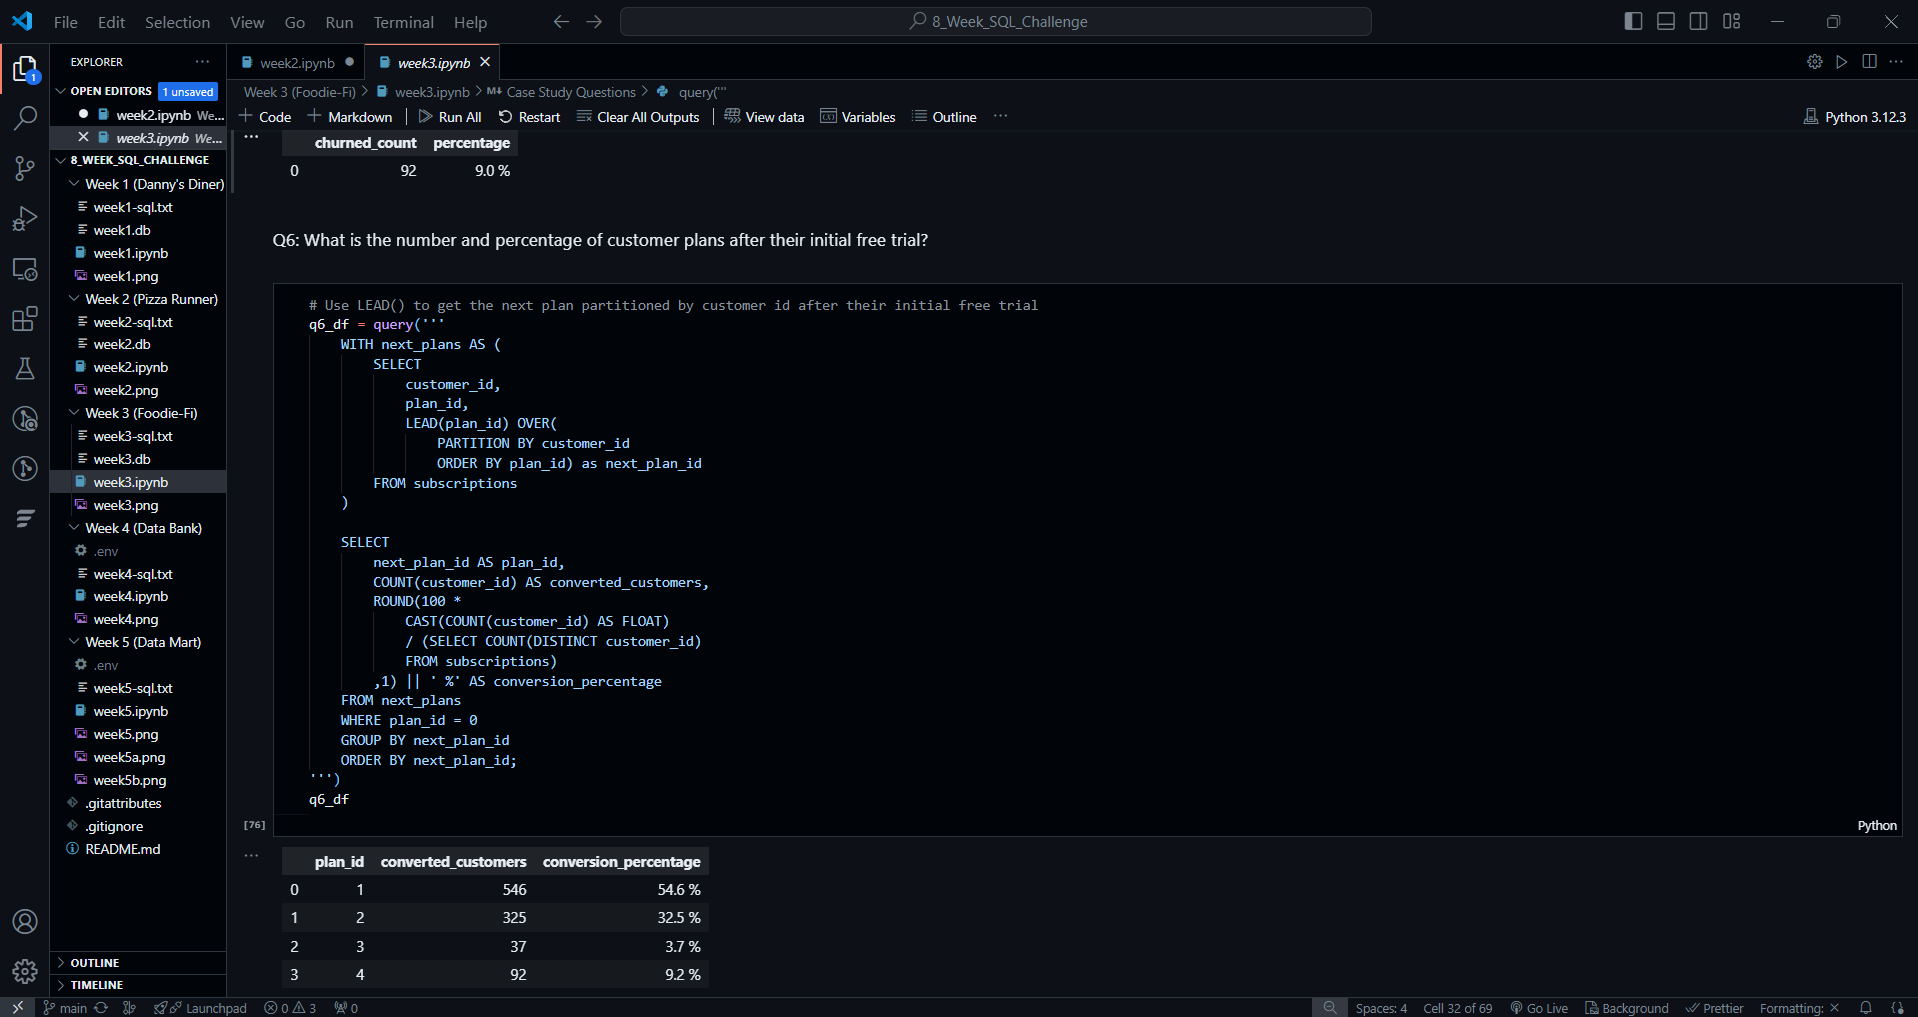 File Edit Selection View Go Run Terminal Help
8_Week_SQL_Challenge
EXPLORER
OPEN EDITORS 1 unsaved
week2.ipynb We...
week3.ipynb We...
8_WEEK_SQL_CHALLENGE
Week 1 (Danny's Diner)
week1-sql.txt
week1.db
week1.ipynb
week1.png
Week 2 (Pizza Runner)
week2-sql.txt
week2.db
week2.ipynb
week2.png
Week 3 (Foodie-Fi)
week3-sql.txt
week3.db
week3.ipynb
week3.png
Week 4 (Data Bank)
.env
week4-sql.txt
week4.ipynb
week4.png
Week 5 (Data Mart)
.env
week5-sql.txt
week5.ipynb
week5.png
week5a.png
week5b.png
.gitattributes
.gitignore
README.md
OUTLINE
TIMELINE
1
week2.ipynb week3.ipynb
Week 3 (Foodie-Fi) > week3.ipynb > M↓ Case Study Questions > query('''
Code Markdown Run All Restart Clear All Outputs View data Variables Outline ... Python 3.12.3
churned_count percentage
0 92 9.0 %
Q6: What is the number and percentage of customer plans after their initial free trial?
# Use LEAD() to get the next plan partitioned by customer id after their initial free trial
q6_df = query('''
WITH next_plans AS (
SELECT
customer_id,
plan_id,
LEAD(plan_id) OVER(
PARTITION BY customer_id
ORDER BY plan_id) as next_plan_id
FROM subscriptions
)
SELECT
next_plan_id AS plan_id,
COUNT(customer_id) AS converted_customers,
ROUND(100 *
CAST(COUNT(customer_id) AS FLOAT)
/ (SELECT COUNT(DISTINCT customer_id)
FROM subscriptions)
,1) || ' %' AS conversion_percentage
FROM next_plans
WHERE plan_id = 0
GROUP BY next_plan_id
ORDER BY next_plan_id;
''')
q6_df
[76] Python
plan_id converted_customers conversion_percentage
0 1 546 54.6 %
1 2 325 32.5 %
2 3 37 3.7 %
3 4 92 9.2 %
main Launchpad 0 3 0 Spaces: 4 Cell 32 of 69 Go Live Background Prettier Formatting: ×